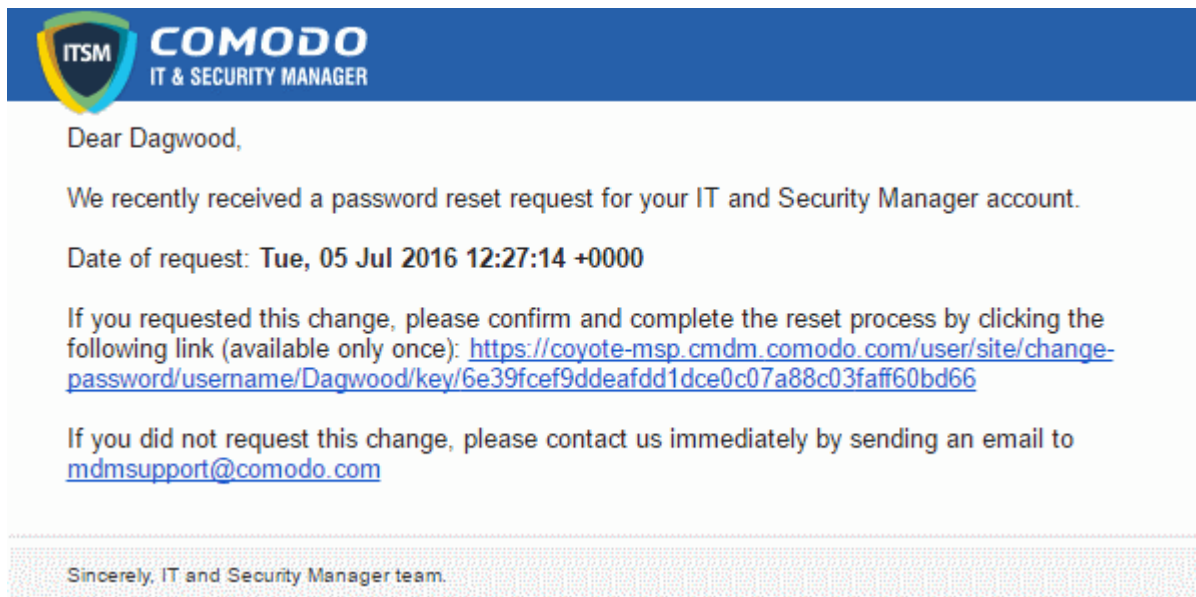 ITSM
COMODO
IT & SECURITY MANAGER
Dear Dagwood,
We recently received a password reset request for your IT and Security Manager account.
Date of request: Tue, 05 Jul 2016 12:27:14 +0000
If you requested this change, please confirm and complete the reset process by clicking the
following link (available only once): https://coyote-msp.cmdm.comodo.com/user/site/change-
password/username/Dagwood/key/6e39fcef9ddeafdd1dce0c07a88c03faff60bd66
If you did not request this change, please contact us immediately by sending an email to
mdmsupport@comodo.com
Sincerely, IT and Security Manager team.